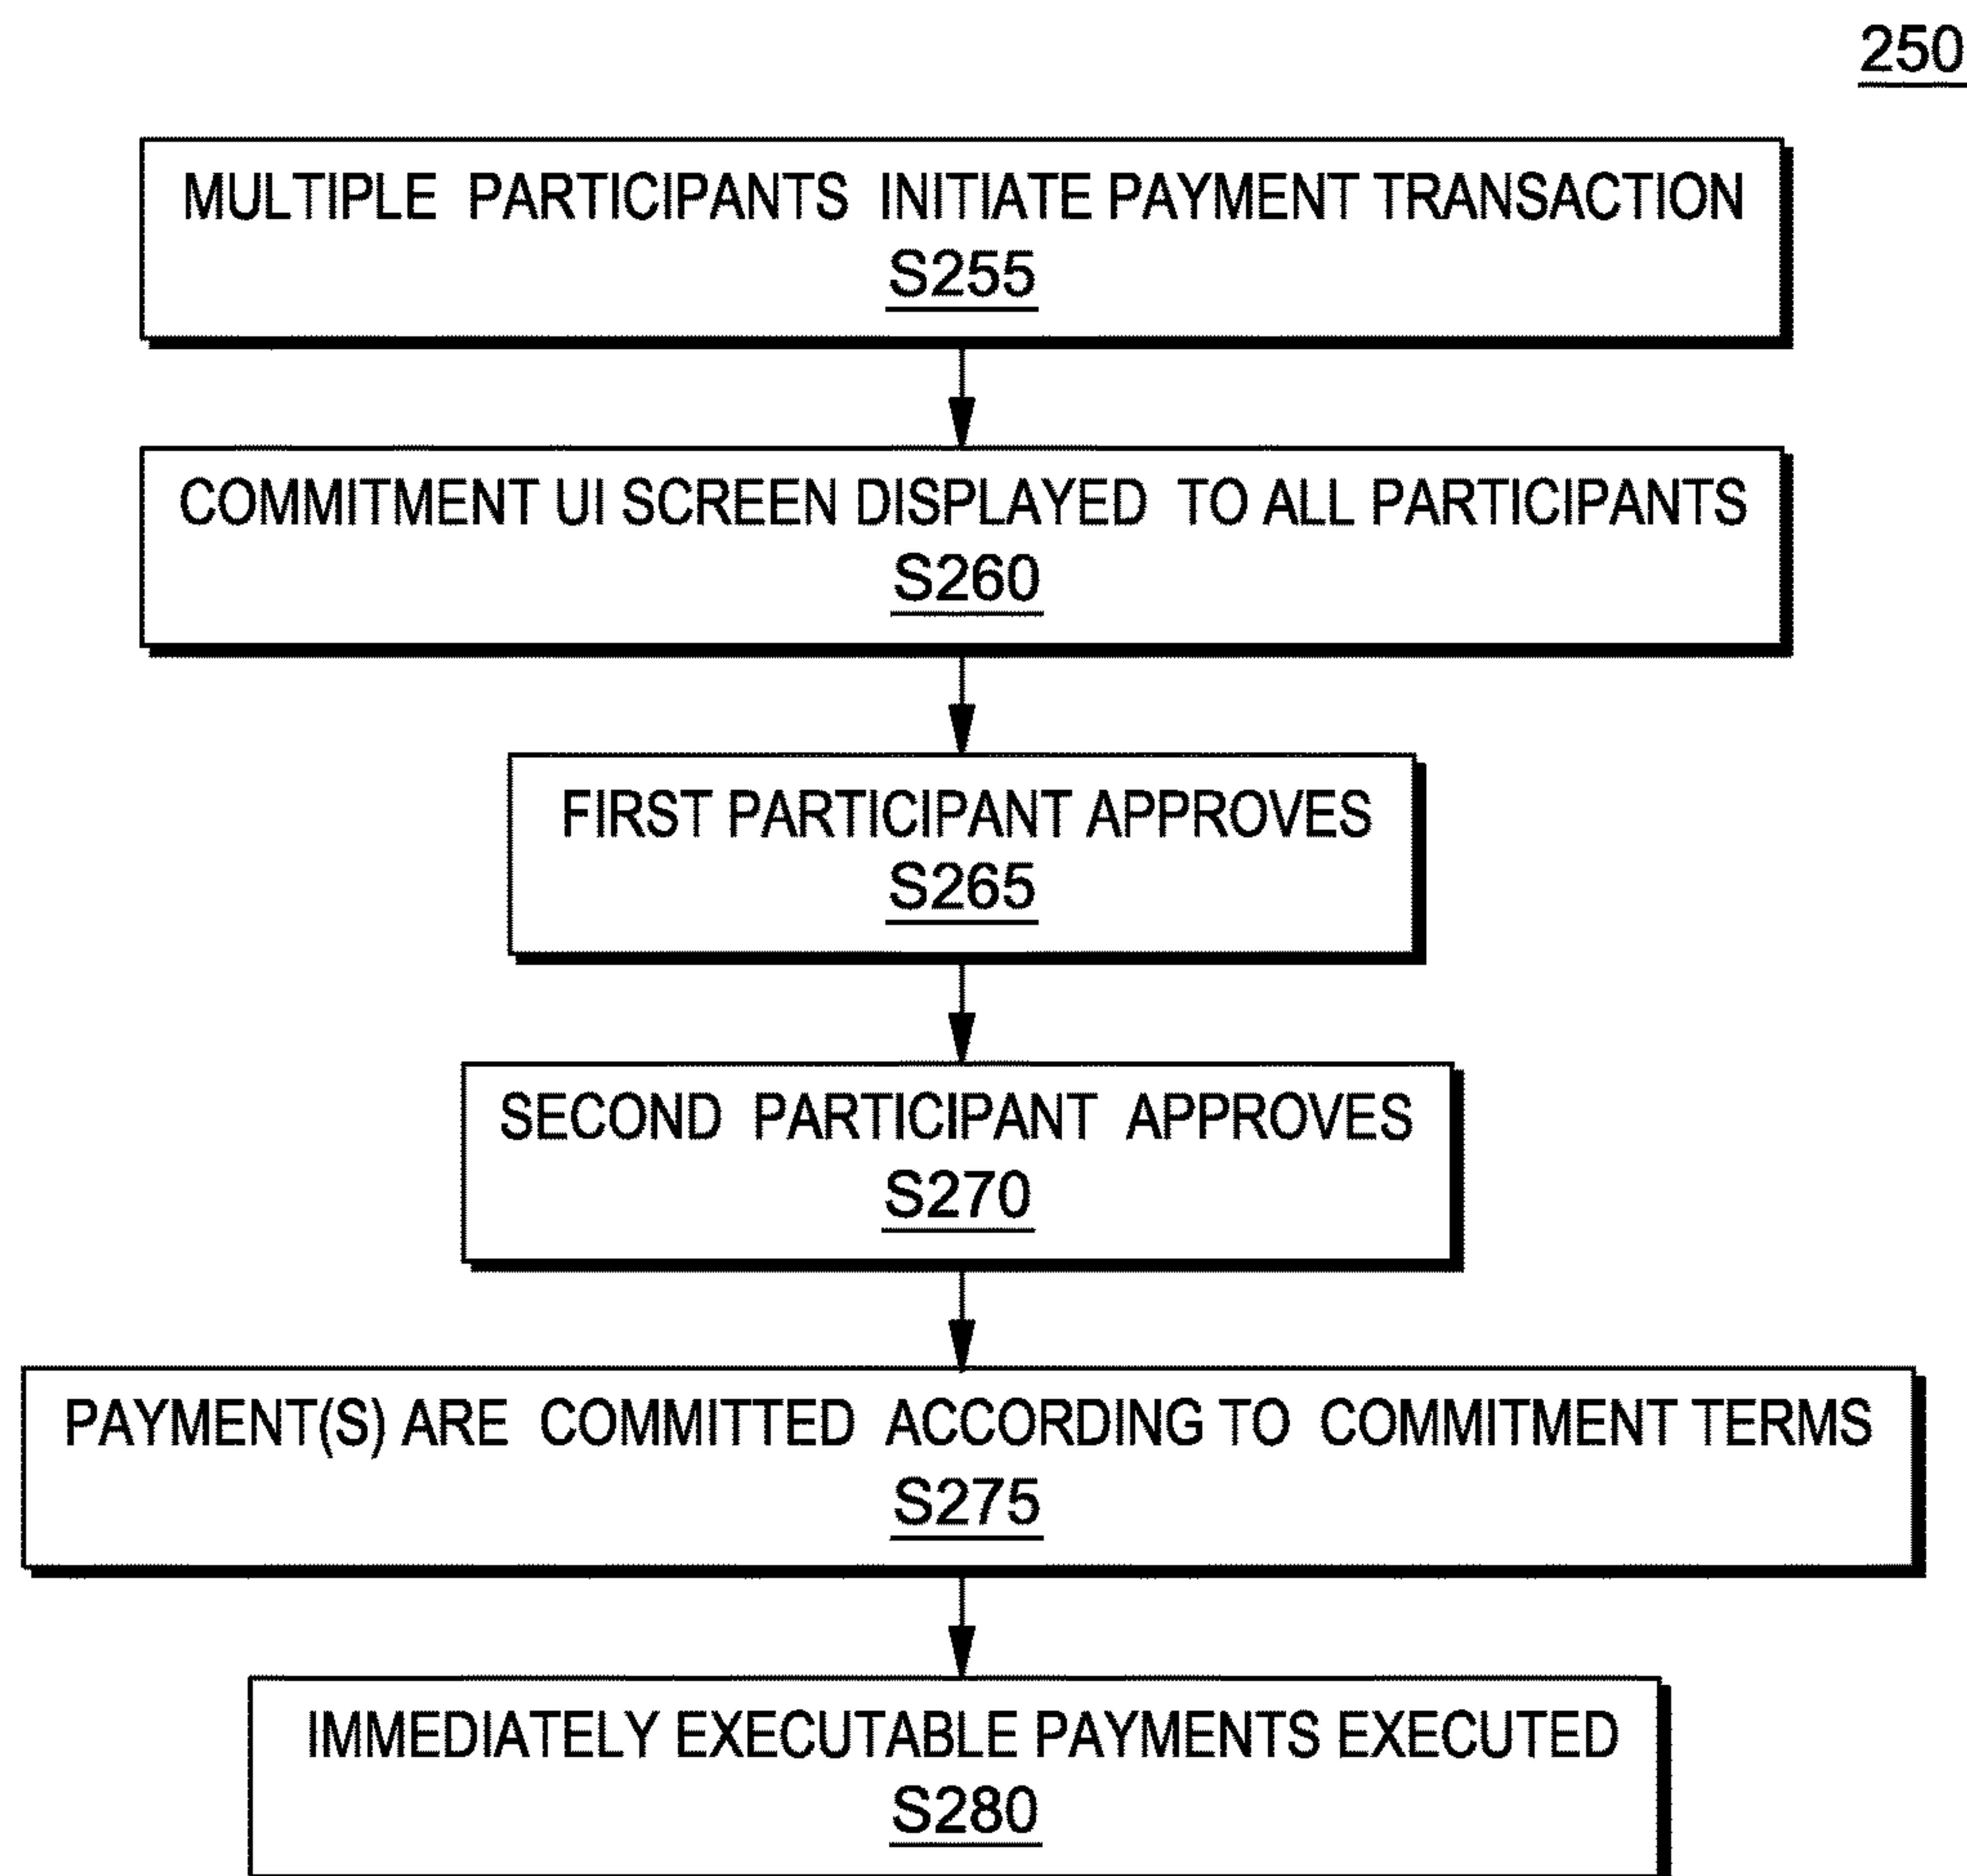 250
MULTIPLE PARTICIPANTS INITIATE PAYMENT TRANSACTION
S255
COMMITMENT UI SCREEN DISPLAYED TO ALL PARTICIPANTS
S260
FIRST PARTICIPANT APPROVES
S265
SECOND PARTICIPANT APPROVES
S270
PAYMENT(S) ARE COMMITTED ACCORDING TO COMMITMENT TERMS
S275
IMMEDIATELY EXECUTABLE PAYMENTS EXECUTED
S280